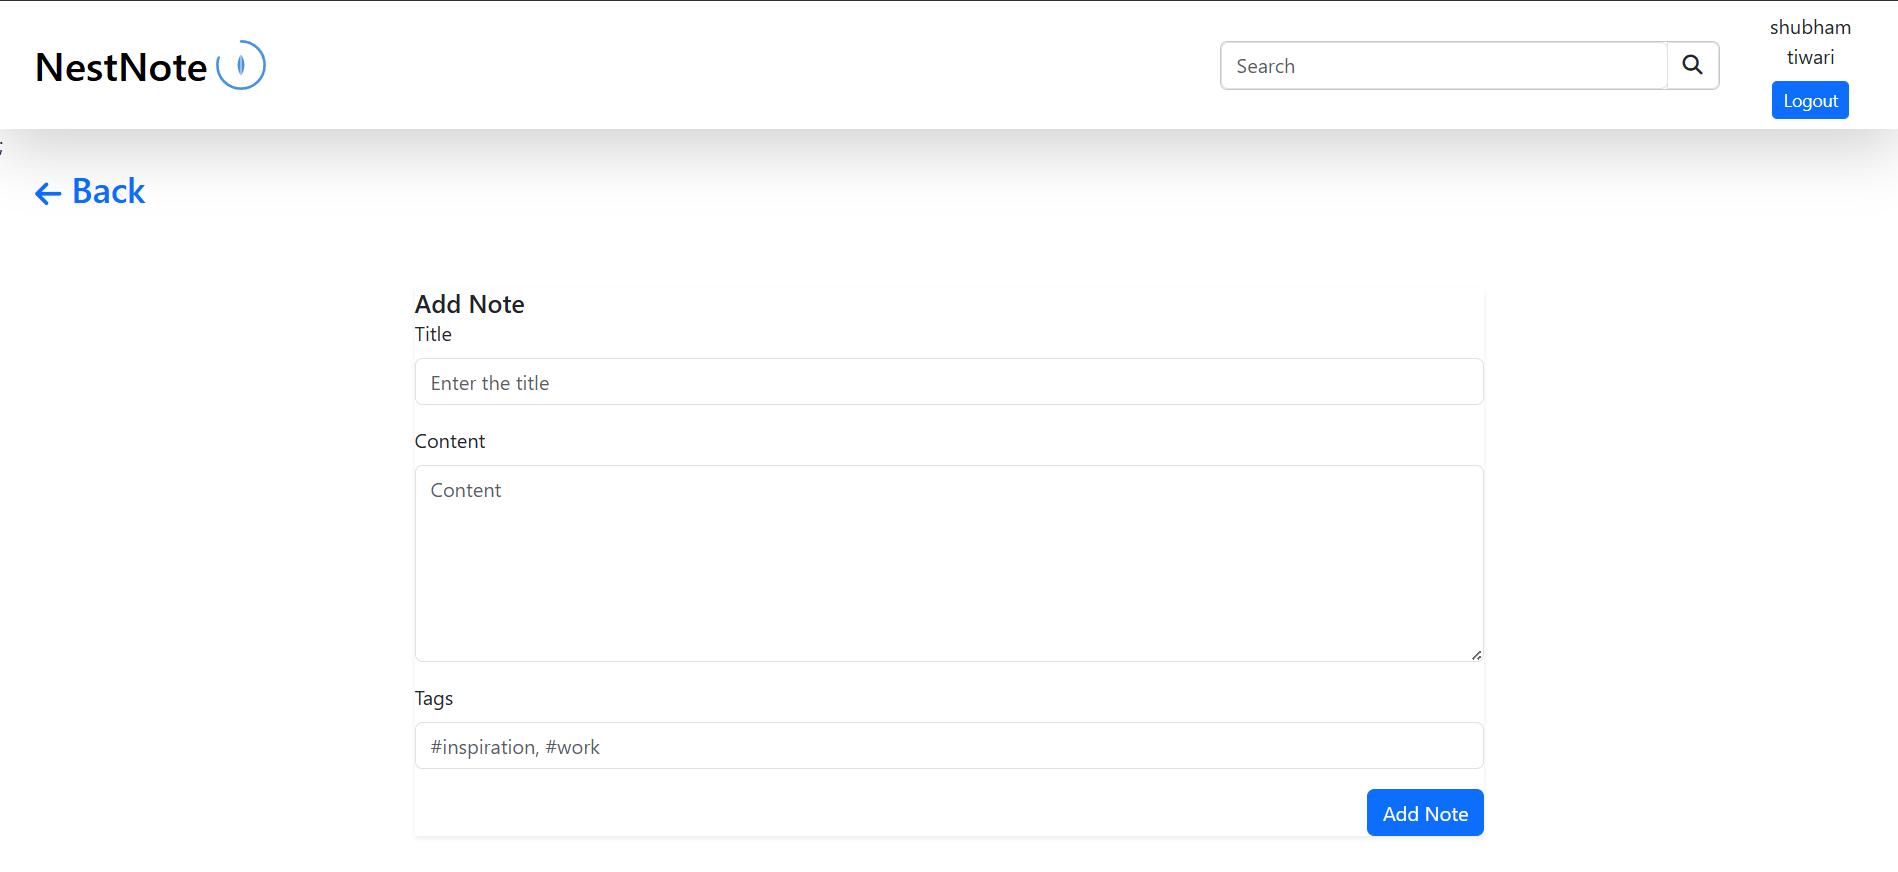 NestNote
Search
shubham
tiwari
Logout
;
Back
Add Note
Title
Enter the title
Content
Content
Tags
#inspiration, #work
Add Note